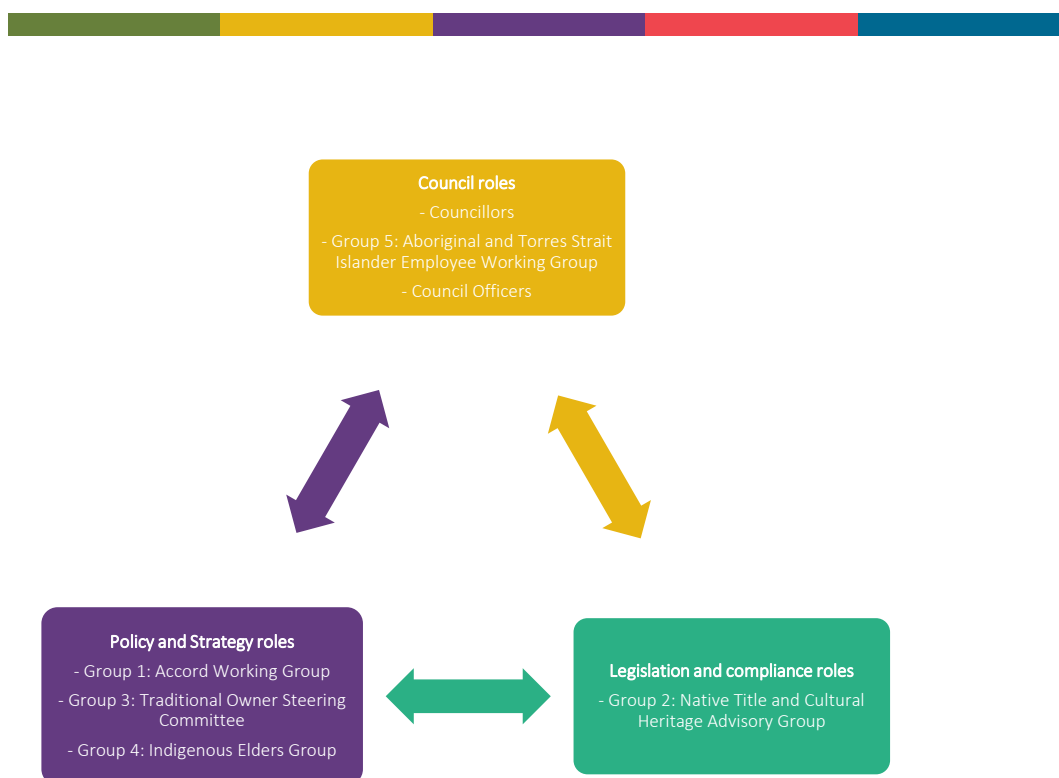 Council roles
- Councillors
- Group 5: Aboriginal and Torres Strait
Islander Employee Working Group
- Council Officers
Policy and Strategy roles
- Group 1: Accord Working Group
- Group 3: Traditional Owner Steering
Committee
- Group 4: Indigenous Elders Group
Legislation and compliance roles
- Group 2: Native Title and Cultural
Heritage Advisory Group